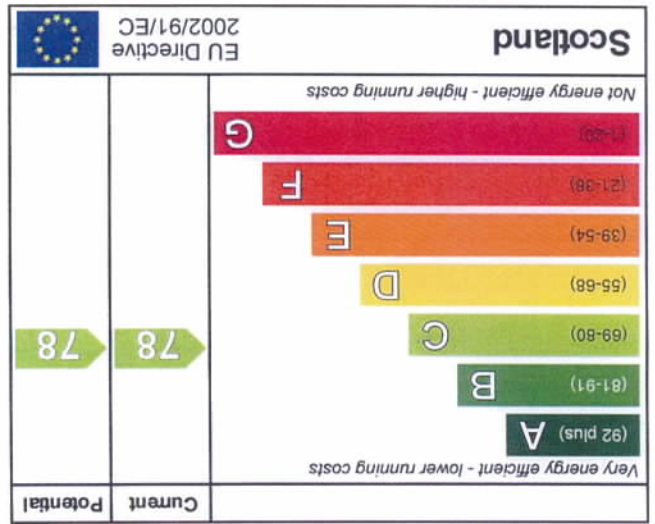 Current Potential
Very energy efficient - lower running costs
(92 plus) A
(81-91) B
(69-80) C
78 78
(55-68) D
(39-54) E
(21-38) F
(1-20) G
Not energy efficient - higher running costs
Scotland
EU Directive
2002/91/EC